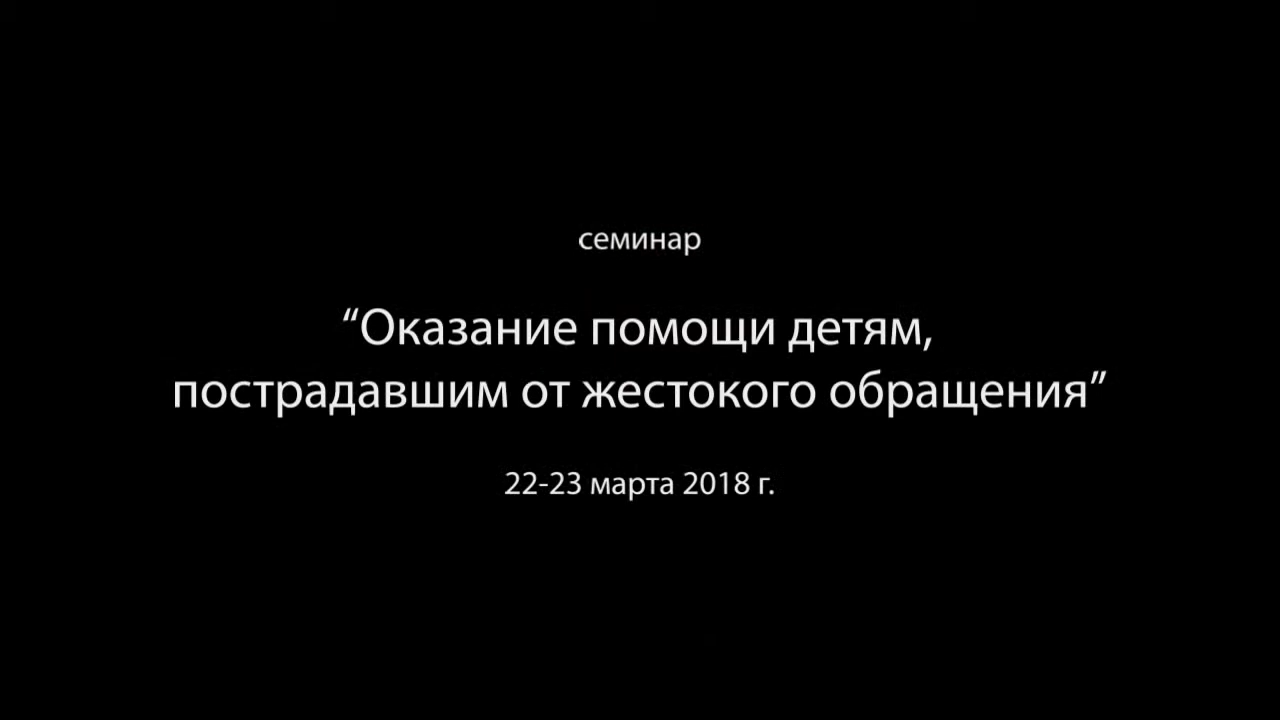 семинар
“Оказание помощи детям,
пострадавшим от жестокого обращения”
22-23 марта 2018 г.